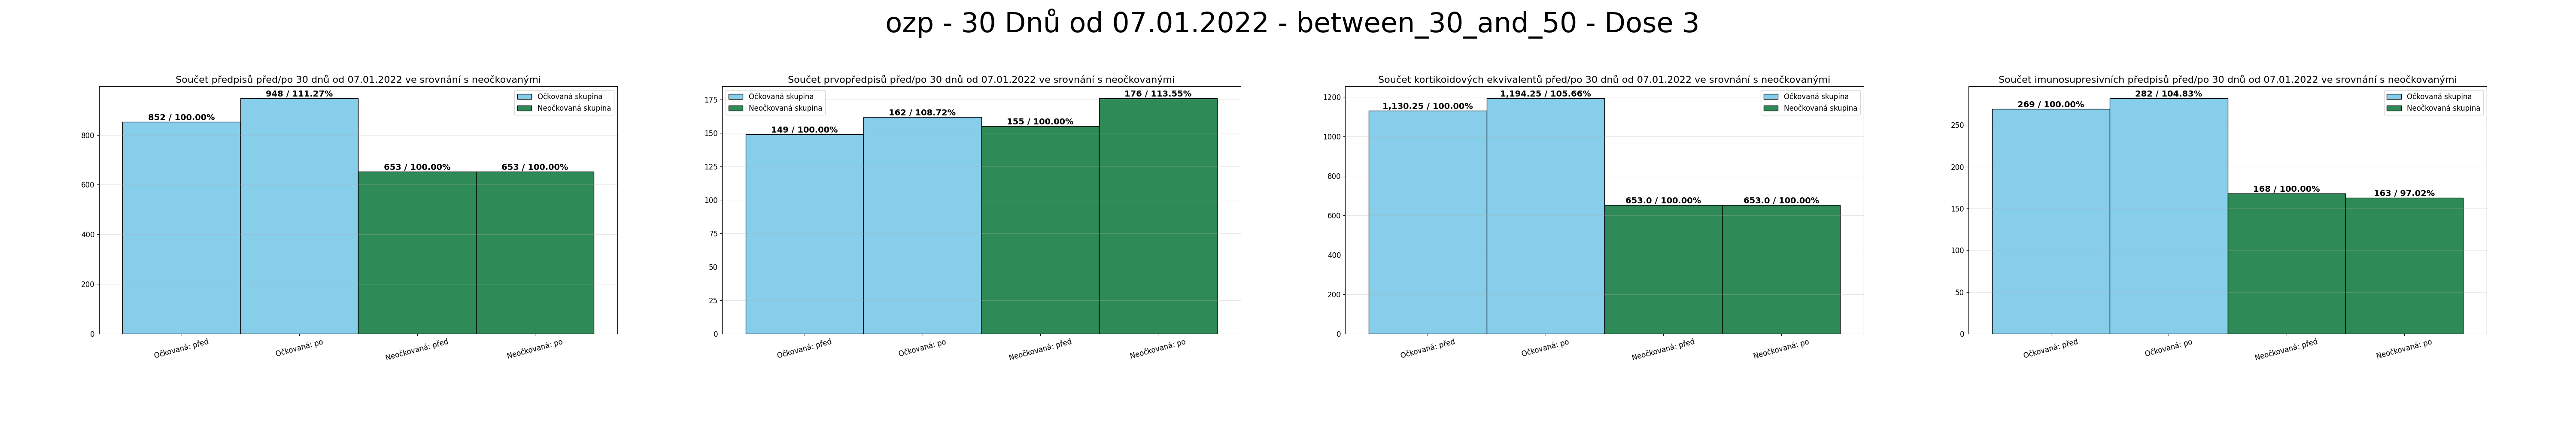 ozp - 30 Dnů od 07.01.2022 - between_30_and_50 - Dose 3
Součet předpisů před/po 30 dnů od 07.01.2022 ve srovnání s neočkovanými
948 / 111.27%
852 / 100.00%
653 / 100.00%
653 / 100.00%
Očkovaná skupina
Neočkovaná skupina
800
600
400
200
0
Očkovaná: před
Očkovaná: po
Neočkovaná: před
Neočkovaná: po
Součet prvopředpisů před/po 30 dnů od 07.01.2022 ve srovnání s neočkovanými
Očkovaná skupina
Neočkovaná skupina
149 / 100.00%
162 / 108.72%
155 / 100.00%
176 / 113.55%
175
150
125
100
75
50
25
0
Očkovaná: před
Očkovaná: po
Neočkovaná: před
Neočkovaná: po
Součet kortikoidových ekvivalentů před/po 30 dnů od 07.01.2022 ve srovnání s neočkovanými
1,130.25 / 100.00%
1,194.25 / 105.66%
653.0 / 100.00%
653.0 / 100.00%
Očkovaná skupina
Neočkovaná skupina
1200
1000
800
600
400
200
0
Očkovaná: před
Očkovaná: po
Neočkovaná: před
Neočkovaná: po
Součet imunosupresivních předpisů před/po 30 dnů od 07.01.2022 ve srovnání s neočkovanými
269 / 100.00%
282 / 104.83%
168 / 100.00%
163 / 97.02%
Očkovaná skupina
Neočkovaná skupina
250
200
150
100
50
0
Očkovaná: před
Očkovaná: po
Neočkovaná: před
Neočkovaná: po